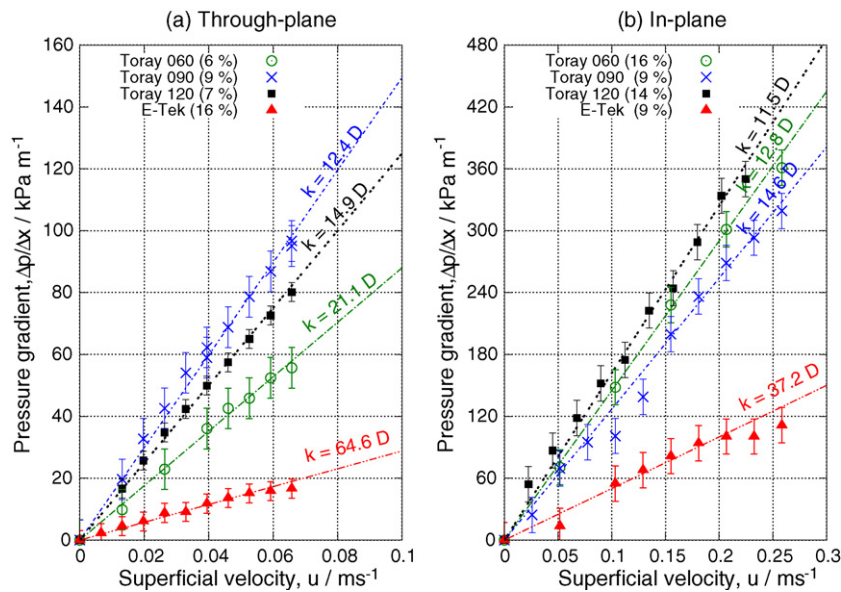 (a) Through-plane
Pressure gradient,Δp/Δx / kPa m⁻¹
160
140
120
100
80
60
40
20
0
Toray 060 (6 %)
Toray 090 (9 %)
Toray 120 (7 %)
E-Tek (16 %)
k = 12.4 D
k = 14.9 D
k = 21.1 D
k = 64.6 D
0 0.02 0.04 0.06 0.08 0.1
Superficial velocity, u / ms⁻¹
(b) In-plane
Pressure gradient,Δp/Δx / kPa m⁻¹
480
420
360
300
240
180
120
60
0
Toray 060 (16 %)
Toray 090 (9 %)
Toray 120 (14 %)
E-Tek (9 %)
k = 11.5 D
k = 12.8 D
k = 14.6 D
k = 37.2 D
0 0.05 0.1 0.15 0.2 0.25 0.3
Superficial velocity, u / ms⁻¹